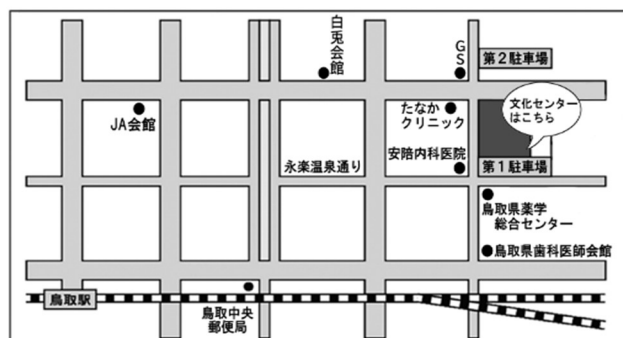 白兎会館
GS
第2駐車場
JA会館
たなか
クリニック
文化センター
はこちら
安陪内科医院
永楽温泉通り
第1駐車場
鳥取県薬学
総合センター
鳥取県歯科医師会館
鳥取駅
鳥取中央
郵便局